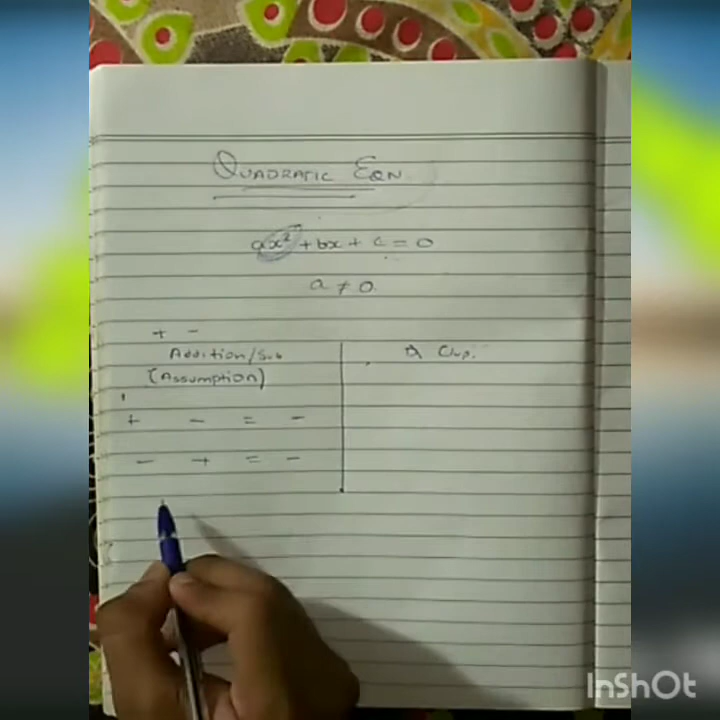 QUADRATIC EQN.
ax² + bx + c = 0
a ≠ 0.
+ -
Addition/Sub
(Assumption)
+ - = -
- + = -
InShOt